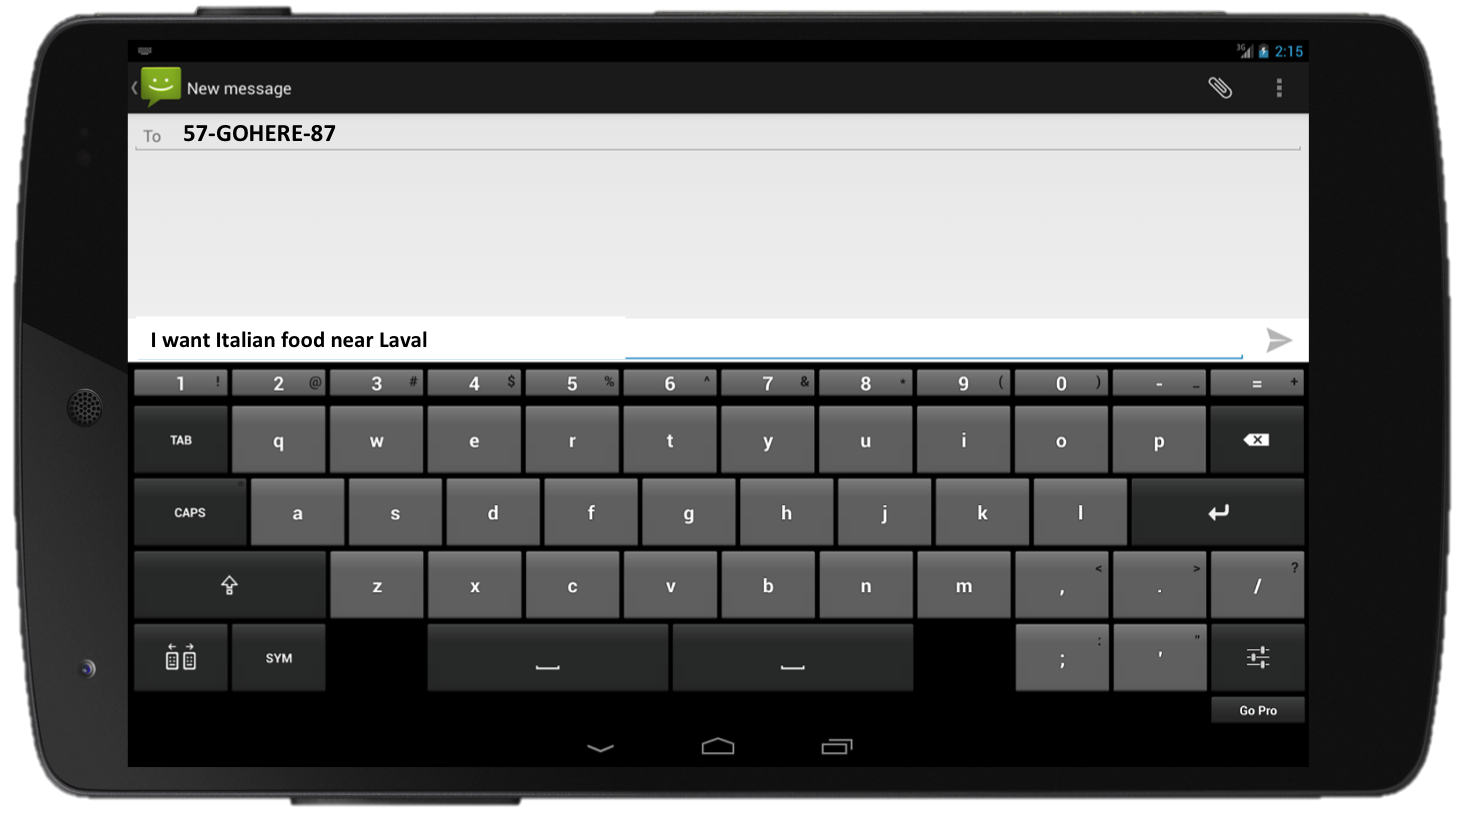 3G 2:15
New message
To 57-GOHERE-87
I want Italian food near Laval
1 ! 2 @ 3 # 4 $ 5 % 6 ^ 7 & 8 * 9 ( 0 ) - _ = +
TAB q w e r t y u i o p
CAPS a s d f g h j k l
z x c v b n m , < . > / ?
SYM ; : ' "
Go Pro